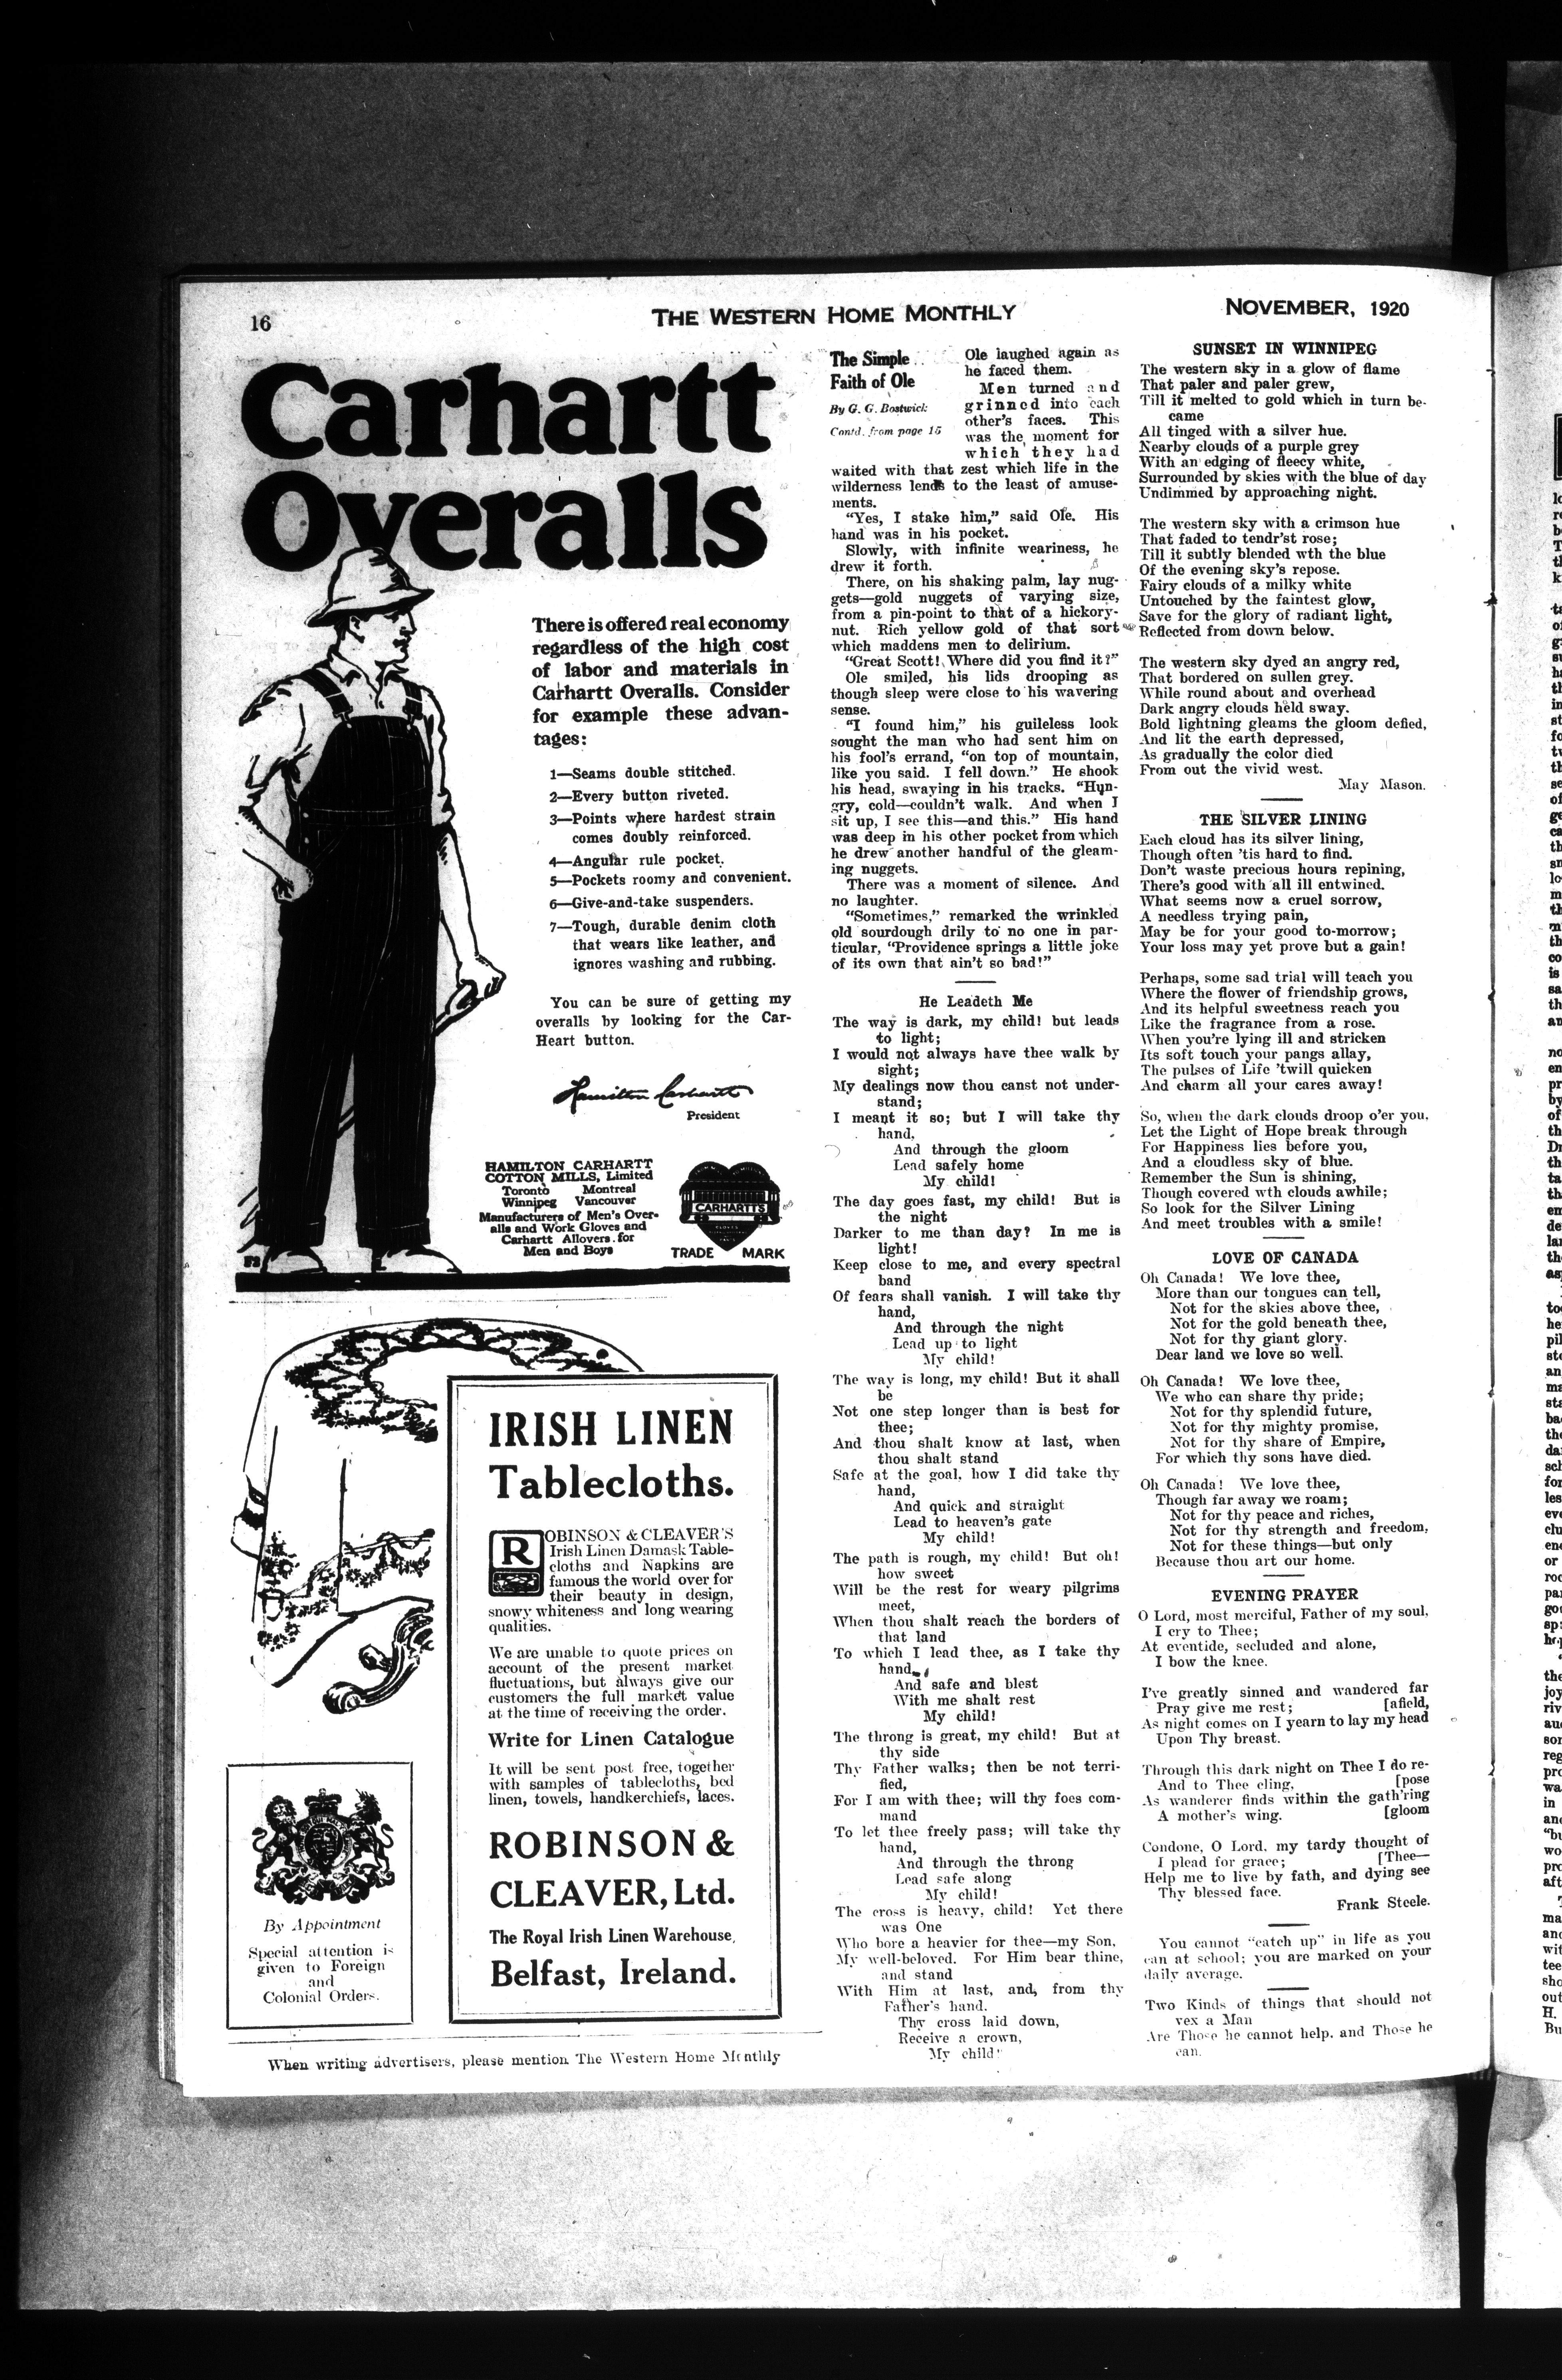 16
THE WESTERN HOME MONTHLY
NOVEMBER, 1920
Carhartt
Overalls
There is offered real economy
regardless of the high cost
of labor and materials in
Carhartt Overalls. Consider
for example these advan-
tages:
1—Seams double stitched.
2—Every button riveted.
3—Points where hardest strain
comes doubly reinforced.
4—Angular rule pocket.
5—Pockets roomy and convenient.
6—Give-and-take suspenders.
7—Tough, durable denim cloth
that wears like leather, and
ignores washing and rubbing.
You can be sure of getting my
overalls by looking for the Car-
Heart button.
Hamilton Carhartt
President
HAMILTON CARHARTT
COTTON MILLS, Limited
Toronto Montreal
Winnipeg Vancouver
Manufacturers of Men's Over-
alls and Work Gloves and
Carhartt Allovers for
Men and Boys
CARHARTT'S
TRADE MARK
IRISH LINEN
Tablecloths.
ROBINSON & CLEAVER'S
Irish Linen Damask Table-
cloths and Napkins are
famous the world over for
their beauty in design,
snowy whiteness and long wearing
qualities.
We are unable to quote prices on
account of the present market
fluctuations, but always give our
customers the full market value
at the time of receiving the order.
Write for Linen Catalogue
It will be sent post free, together
with samples of tablecloths, bed
linen, towels, handkerchiefs, laces.
ROBINSON &
CLEAVER, Ltd.
The Royal Irish Linen Warehouse,
Belfast, Ireland.
By Appointment
Special attention is
given to Foreign
and
Colonial Orders.
When writing advertisers, please mention The Western Home Monthly
The Simple
Faith of Ole
By G. G. Bostwick
Contd. from page 15
Ole laughed again as
he faced them.
Men turned and
grinned into each
other's faces. This
was the moment for
which they had
waited with that zest which life in the
wilderness lends to the least of amuse-
ments.
"Yes, I stake him," said Ole. His
hand was in his pocket.
Slowly, with infinite weariness, he
drew it forth.
There, on his shaking palm, lay nug-
gets—gold nuggets of varying size,
from a pin-point to that of a hickory-
nut. Rich yellow gold of that sort
which maddens men to delirium.
"Great Scott! Where did you find it?"
Ole smiled, his lids drooping as
though sleep were close to his wavering
sense.
"I found him," his guileless look
sought the man who had sent him on
his fool's errand, "on top of mountain,
like you said. I fell down." He shook
his head, swaying in his tracks. "Hun-
gry, cold—couldn't walk. And when I
sit up, I see this—and this." His hand
was deep in his other pocket from which
he drew another handful of the gleam-
ing nuggets.
There was a moment of silence. And
no laughter.
"Sometimes," remarked the wrinkled
old sourdough drily to no one in par-
ticular, "Providence springs a little joke
of its own that ain't so bad!"
He Leadeth Me
The way is dark, my child! but leads
to light;
I would not always have thee walk by
sight;
My dealings now thou canst not under-
stand;
I meant it so; but I will take thy
hand,
And through the gloom
Lead safely home
My child!
The day goes fast, my child! But is
the night
Darker to me than day? In me is
light!
Keep close to me, and every spectral
band
Of fears shall vanish. I will take thy
hand,
And through the night
Lead up to light
My child!
The way is long, my child! But it shall
be
Not one step longer than is best for
thee;
And thou shalt know at last, when
thou shalt stand
Safe at the goal, how I did take thy
hand,
And quick and straight
Lead to heaven's gate
My child!
The path is rough, my child! But oh!
how sweet
Will be the rest for weary pilgrims
meet,
When thou shalt reach the borders of
that land
To which I lead thee, as I take thy
hand,
And safe and blest
With me shalt rest
My child!
The throng is great, my child! But at
thy side
Thy Father walks; then be not terri-
fied,
For I am with thee; will thy foes com-
mand
To let thee freely pass; will take thy
hand,
And through the throng
Lead safe along
My child!
The cross is heavy, child! Yet there
was One
Who bore a heavier for thee—my Son,
My well-beloved. For Him bear thine,
and stand
With Him at last, and, from thy
Father's hand.
Thy cross laid down,
Receive a crown,
My child!
SUNSET IN WINNIPEG
The western sky in a glow of flame
That paler and paler grew,
Till it melted to gold which in turn be-
came
All tinged with a silver hue.
Nearby clouds of a purple grey
With an edging of fleecy white,
Surrounded by skies with the blue of day
Undimmed by approaching night.
The western sky with a crimson hue
That faded to tendr'st rose;
Till it subtly blended wth the blue
Of the evening sky's repose.
Fairy clouds of a milky white
Untouched by the faintest glow,
Save for the glory of radiant light,
Reflected from down below.
The western sky dyed an angry red,
That bordered on sullen grey.
While round about and overhead
Dark angry clouds held sway.
Bold lightning gleams the gloom defied,
And lit the earth depressed,
As gradually the color died
From out the vivid west.
May Mason.
THE SILVER LINING
Each cloud has its silver lining,
Though often 'tis hard to find.
Don't waste precious hours repining,
There's good with all ill entwined.
What seems now a cruel sorrow,
A needless trying pain,
May be for your good to-morrow;
Your loss may yet prove but a gain!
Perhaps, some sad trial will teach you
Where the flower of friendship grows,
And its helpful sweetness reach you
Like the fragrance from a rose.
When you're lying ill and stricken
Its soft touch your pangs allay,
The pulses of Life 'twill quicken
And charm all your cares away!
So, when the dark clouds droop o'er you,
Let the Light of Hope break through
For Happiness lies before you,
And a cloudless sky of blue.
Remember the Sun is shining,
Though covered wth clouds awhile;
So look for the Silver Lining
And meet troubles with a smile!
LOVE OF CANADA
Oh Canada! We love thee,
More than our tongues can tell,
Not for the skies above thee,
Not for the gold beneath thee,
Not for thy giant glory.
Dear land we love so well.
Oh Canada! We love thee,
We who can share thy pride;
Not for thy splendid future,
Not for thy mighty promise,
Not for thy share of Empire,
For which thy sons have died.
Oh Canada! We love thee,
Though far away we roam;
Not for thy peace and riches,
Not for thy strength and freedom,
Not for these things—but only
Because thou art our home.
EVENING PRAYER
O Lord, most merciful, Father of my soul,
I cry to Thee;
At eventide, secluded and alone,
I bow the knee.
I've greatly sinned and wandered far
Pray give me rest; [afield,
As night comes on I yearn to lay my head
Upon Thy breast.
Through this dark night on Thee I do re-
And to Thee cling, [pose
As wanderer finds within the gath'ring
A mother's wing. [gloom
Condone, O Lord, my tardy thought of
I plead for grace; [Thee—
Help me to live by fath, and dying see
Thy blessed face.
Frank Steele.
You cannot "catch up" in life as you
can at school; you are marked on your
daily average.
Two Kinds of things that should not
vex a Man
Are Those he cannot help, and Those he
can.